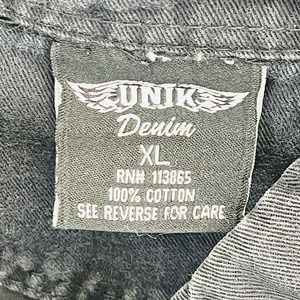 UNIK
Denim
XL
RN# 113865
100% COTTON
SEE REVERSE FOR CARE